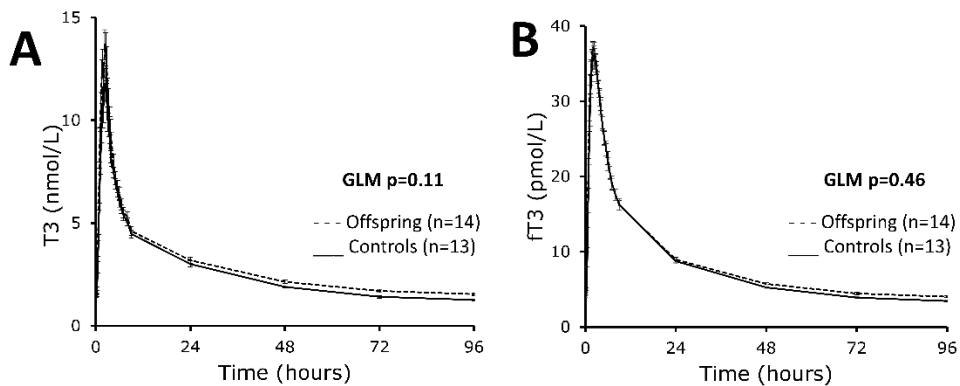 A
T3 (nmol/L)
15
10
5
0
GLM p=0.11
Offspring (n=14)
Controls (n=13)
0 24 48 72 96
Time (hours)
B
fT3 (pmol/L)
40
30
20
10
0
GLM p=0.46
Offspring (n=14)
Controls (n=13)
0 24 48 72 96
Time (hours)